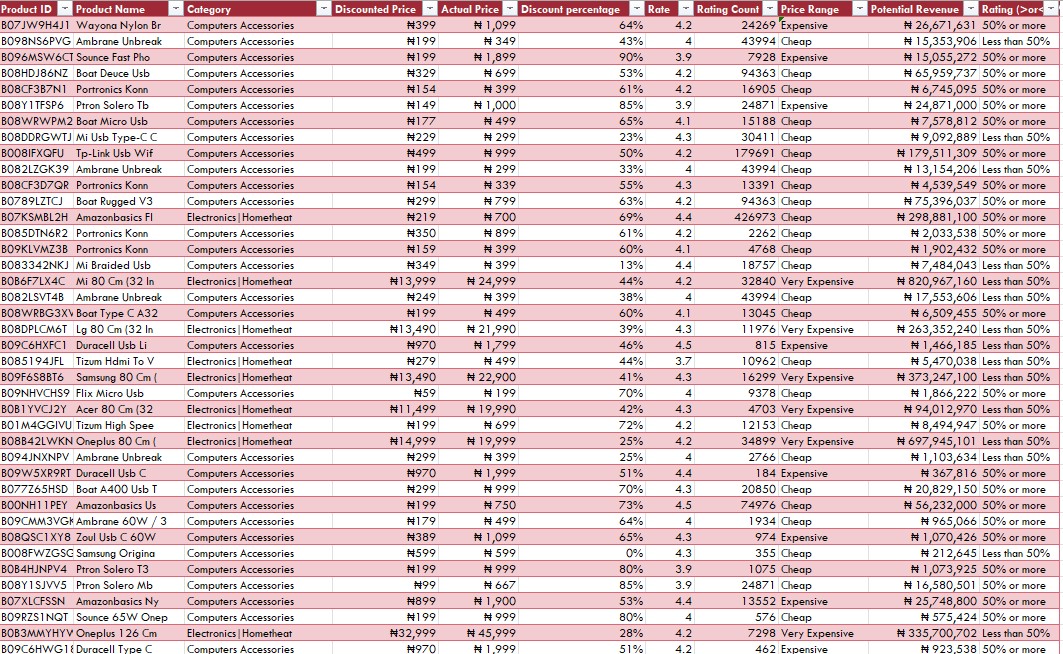 Product ID Product Name Category Discounted Price Actual Price Discount percentage Rate Rating Count Price Range Potential Revenue Rating (>or<
B07JW9H4J1 Wayona Nylon Br Computers Accessories ₦399 ₦ 1,099 64% 4.2 24269 Expensive ₦ 26,671,631 50% or more
B098NS6PVG Ambrane Unbreak Computers Accessories ₦199 ₦ 349 43% 4 43994 Cheap ₦ 15,353,906 Less than 50%
B096MSW6CT Sounce Fast Pho Computers Accessories ₦199 ₦ 1,899 90% 3.9 7928 Expensive ₦ 15,055,272 50% or more
B08HDJ86NZ Boat Deuce Usb Computers Accessories ₦329 ₦ 699 53% 4.2 94363 Cheap ₦ 65,959,737 50% or more
B08CF3B7N1 Portronics Konn Computers Accessories ₦154 ₦ 399 61% 4.2 16905 Cheap ₦ 6,745,095 50% or more
B08Y1TFSP6 Ptron Solero Tb Computers Accessories ₦149 ₦ 1,000 85% 3.9 24871 Expensive ₦ 24,871,000 50% or more
B08WRWPM2 Boat Micro Usb Computers Accessories ₦177 ₦ 499 65% 4.1 15188 Cheap ₦ 7,578,812 50% or more
B08DDRGWTJ Mi Usb Type-C C Computers Accessories ₦229 ₦ 299 23% 4.3 30411 Cheap ₦ 9,092,889 Less than 50%
B008IFXQFU Tp-Link Usb Wif Computers Accessories ₦499 ₦ 999 50% 4.2 179691 Cheap ₦ 179,511,309 50% or more
B082LZGK39 Ambrane Unbreak Computers Accessories ₦199 ₦ 299 33% 4 43994 Cheap ₦ 13,154,206 Less than 50%
B08CF3D7QR Portronics Konn Computers Accessories ₦154 ₦ 339 55% 4.3 13391 Cheap ₦ 4,539,549 50% or more
B0789LZTCJ Boat Rugged V3 Computers Accessories ₦299 ₦ 799 63% 4.2 94363 Cheap ₦ 75,396,037 50% or more
B07KSMBL2H Amazonbasics Fl Electronics|Hometheat ₦219 ₦ 700 69% 4.4 426973 Cheap ₦ 298,881,100 50% or more
B085DTN6R2 Portronics Konn Computers Accessories ₦350 ₦ 899 61% 4.2 2262 Cheap ₦ 2,033,538 50% or more
B09KLVMZ3B Portronics Konn Computers Accessories ₦159 ₦ 399 60% 4.1 4768 Cheap ₦ 1,902,432 50% or more
B083342NKJ Mi Braided Usb Computers Accessories ₦349 ₦ 399 13% 4.4 18757 Cheap ₦ 7,484,043 Less than 50%
B0B6F7LX4C Mi 80 Cm (32 In Electronics|Hometheat ₦13,999 ₦ 24,999 44% 4.2 32840 Very Expensive ₦ 820,967,160 Less than 50%
B082LSVT4B Ambrane Unbreak Computers Accessories ₦249 ₦ 399 38% 4 43994 Cheap ₦ 17,553,606 Less than 50%
B08WRBG3XV Boat Type C A32 Computers Accessories ₦199 ₦ 499 60% 4.1 13045 Cheap ₦ 6,509,455 50% or more
B08DPLCM6T Lg 80 Cm (32 In Electronics|Hometheat ₦13,490 ₦ 21,990 39% 4.3 11976 Very Expensive ₦ 263,352,240 Less than 50%
B09C6HXFC1 Duracell Usb Li Computers Accessories ₦970 ₦ 1,799 46% 4.5 815 Expensive ₦ 1,466,185 Less than 50%
B085194JFL Tizum Hdmi To V Electronics|Hometheat ₦279 ₦ 499 44% 3.7 10962 Cheap ₦ 5,470,038 Less than 50%
B09F6S8BT6 Samsung 80 Cm ( Electronics|Hometheat ₦13,490 ₦ 22,900 41% 4.3 16299 Very Expensive ₦ 373,247,100 Less than 50%
B09NHVCHS9 Flix Micro Usb Computers Accessories ₦59 ₦ 199 70% 4 9378 Cheap ₦ 1,866,222 50% or more
B0B1YVCJ2Y Acer 80 Cm (32 Electronics|Hometheat ₦11,499 ₦ 19,990 42% 4.3 4703 Very Expensive ₦ 94,012,970 Less than 50%
B01M4GGIVU Tizum High Spee Electronics|Hometheat ₦199 ₦ 699 72% 4.2 12153 Cheap ₦ 8,494,947 50% or more
B08B42LWKN Oneplus 80 Cm ( Electronics|Hometheat ₦14,999 ₦ 19,999 25% 4.2 34899 Very Expensive ₦ 697,945,101 Less than 50%
B094JNXNPV Ambrane Unbreak Computers Accessories ₦299 ₦ 399 25% 4 2766 Cheap ₦ 1,103,634 Less than 50%
B09W5XR9RT Duracell Usb C Computers Accessories ₦970 ₦ 1,999 51% 4.4 184 Expensive ₦ 367,816 50% or more
B077Z65HSD Boat A400 Usb T Computers Accessories ₦299 ₦ 999 70% 4.3 20850 Cheap ₦ 20,829,150 50% or more
B00NH11PEY Amazonbasics Us Computers Accessories ₦199 ₦ 750 73% 4.5 74976 Cheap ₦ 56,232,000 50% or more
B09CMM3VGK Ambrane 60W / 3 Computers Accessories ₦179 ₦ 499 64% 4 1934 Cheap ₦ 965,066 50% or more
B08QSC1XY8 Zoul Usb C 60W Computers Accessories ₦389 ₦ 1,099 65% 4.3 974 Expensive ₦ 1,070,426 50% or more
B008FWZGSG Samsung Origina Computers Accessories ₦599 ₦ 599 0% 4.3 355 Cheap ₦ 212,645 Less than 50%
B0B4HJNPV4 Ptron Solero T3 Computers Accessories ₦199 ₦ 999 80% 3.9 1075 Cheap ₦ 1,073,925 50% or more
B08Y1SJVV5 Ptron Solero Mb Computers Accessories ₦99 ₦ 667 85% 3.9 24871 Cheap ₦ 16,580,501 50% or more
B07XLCFSSN Amazonbasics Ny Computers Accessories ₦899 ₦ 1,900 53% 4.4 13552 Expensive ₦ 25,748,800 50% or more
B09RZS1NQT Sounce 65W Onep Computers Accessories ₦199 ₦ 999 80% 4 576 Cheap ₦ 575,424 50% or more
B0B3MMYHYV Oneplus 126 Cm Electronics|Hometheat ₦32,999 ₦ 45,999 28% 4.2 7298 Very Expensive ₦ 335,700,702 Less than 50%
B09C6HWG18 Duracell Type C Computers Accessories ₦970 ₦ 1,999 51% 4.2 462 Expensive ₦ 923,538 50% or more